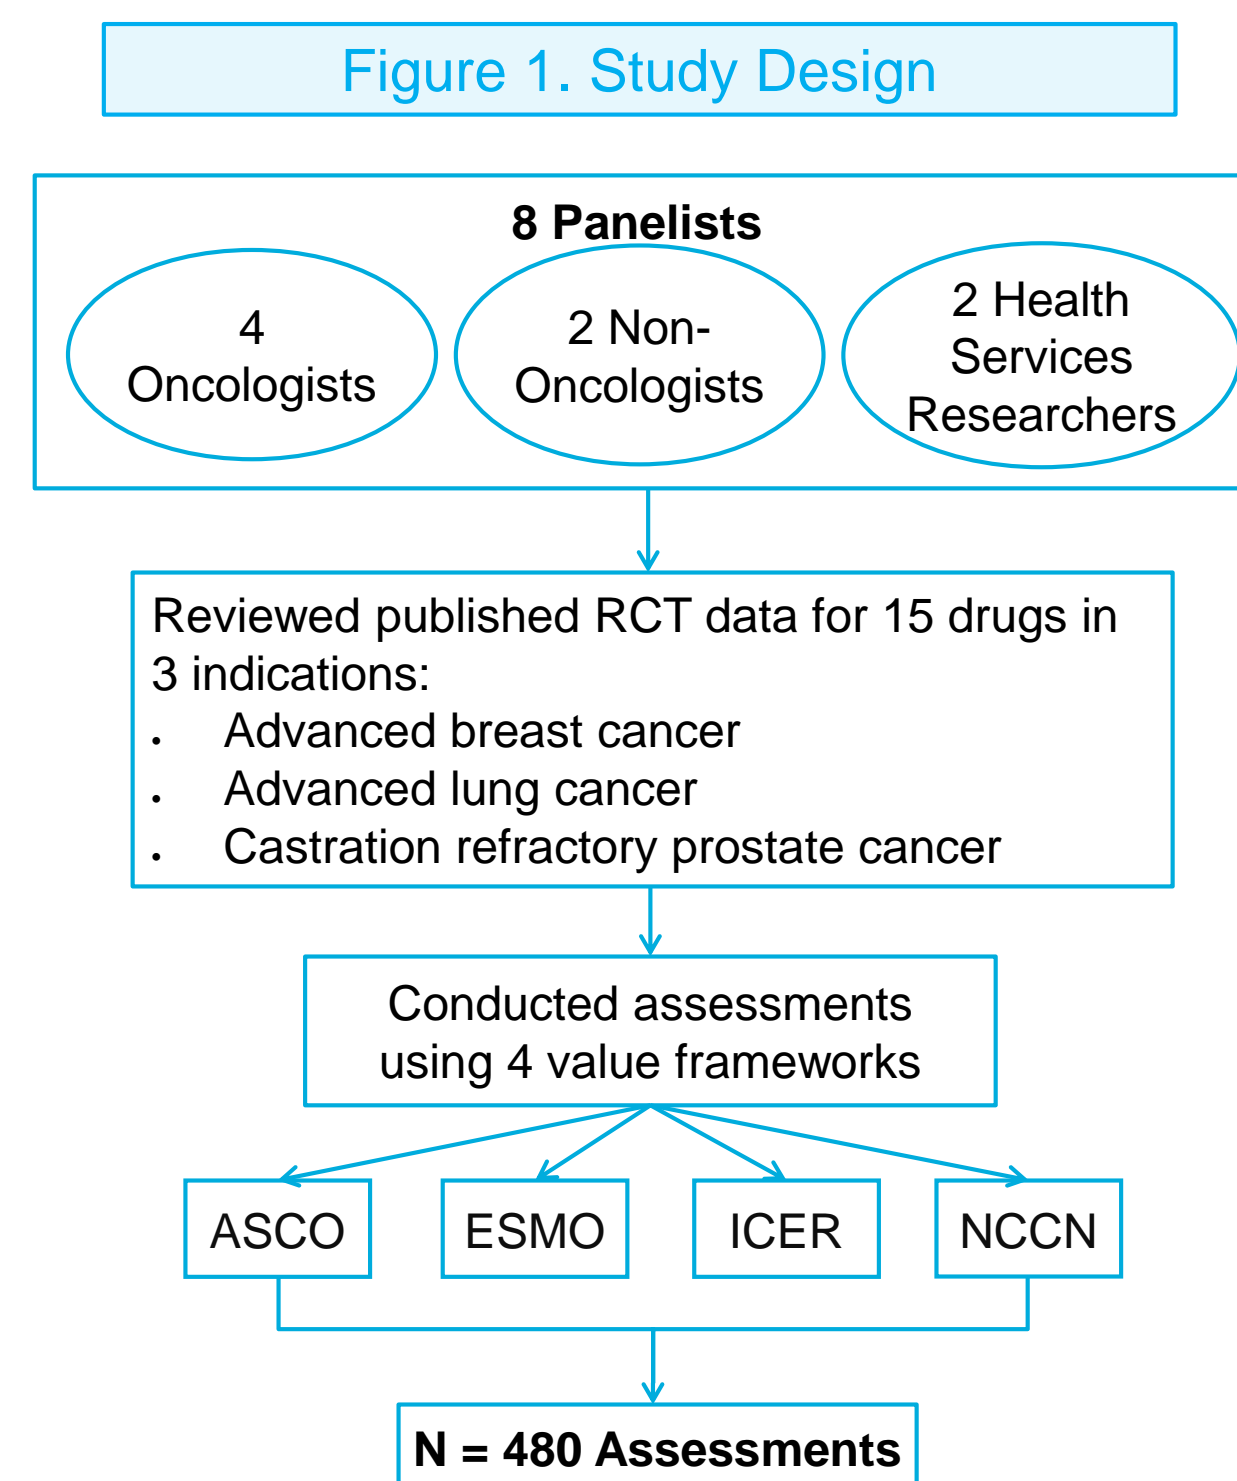 Figure 1. Study Design
8 Panelists
4
Oncologists
2 Non-
Oncologists
2 Health
Services
Researchers
Reviewed published RCT data for 15 drugs in
3 indications:
• Advanced breast cancer
• Advanced lung cancer
• Castration refractory prostate cancer
Conducted assessments
using 4 value frameworks
ASCO
ESMO
ICER
NCCN
N = 480 Assessments